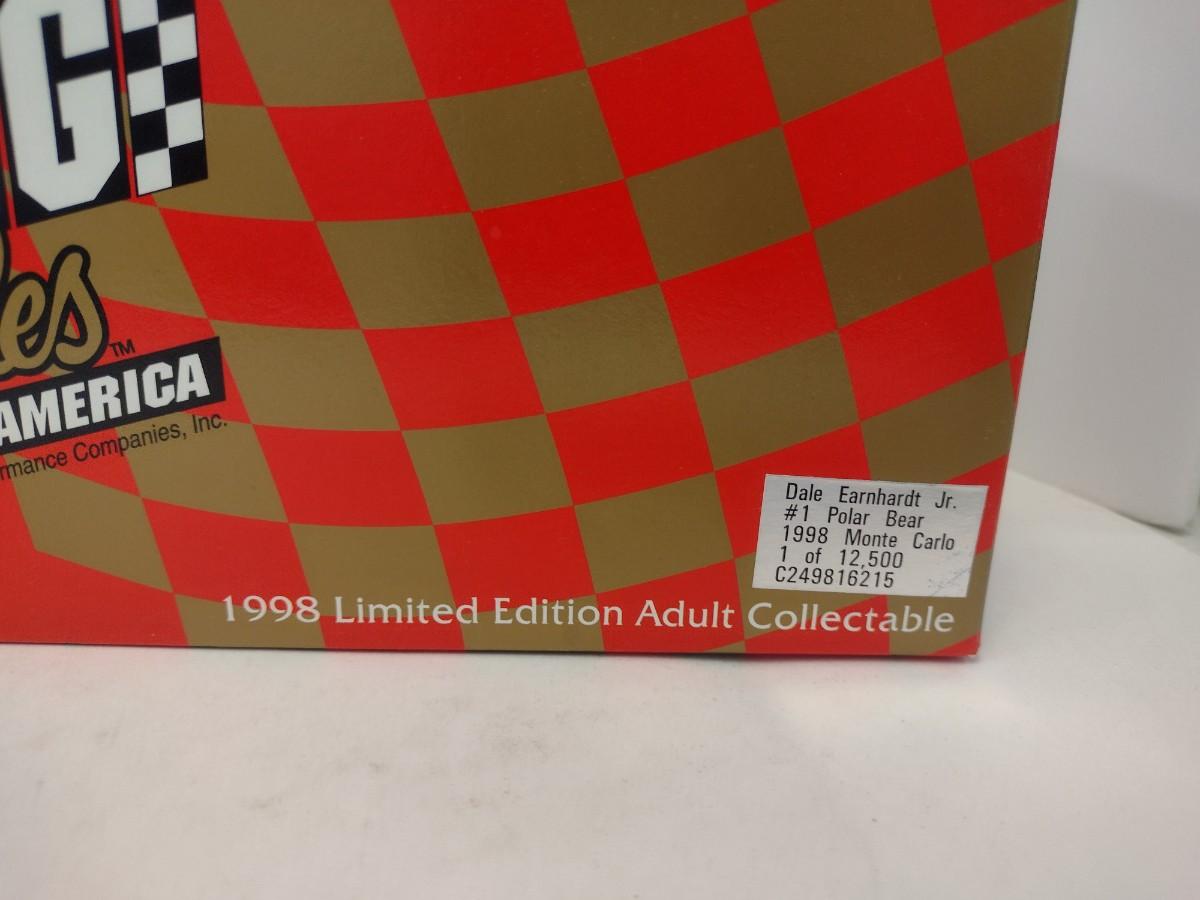 G
es™
AMERICA
rmance Companies, Inc.
Dale Earnhardt Jr.
#1 Polar Bear
1998 Monte Carlo
1 of 12,500
C249816215
1998 Limited Edition Adult Collectable